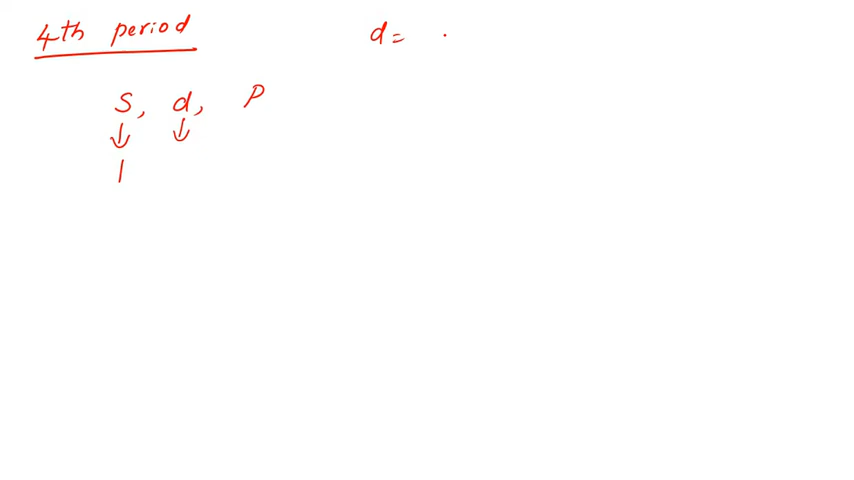 4th period
d = .
s, d, p
↓ ↓
1